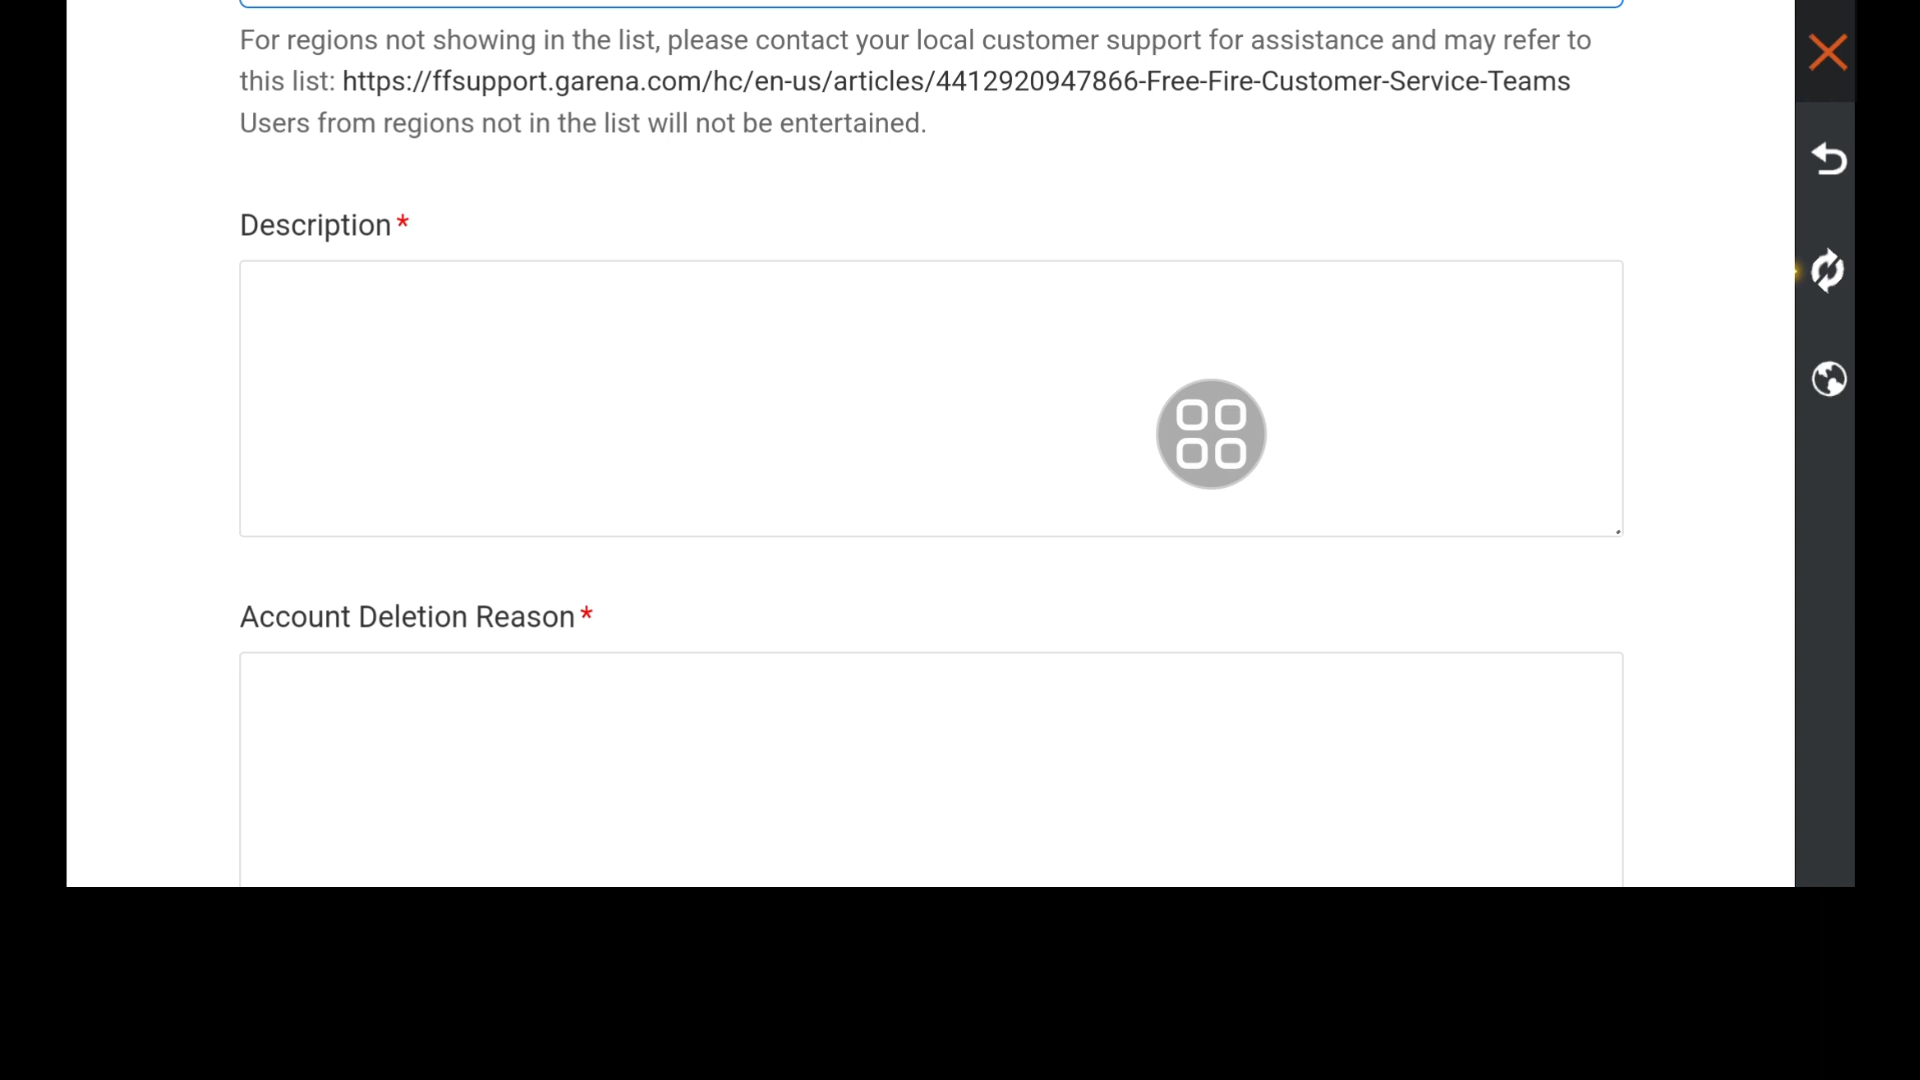 For regions not showing in the list, please contact your local customer support for assistance and may refer to
this list: https://ffsupport.garena.com/hc/en-us/articles/4412920947866-Free-Fire-Customer-Service-Teams
Users from regions not in the list will not be entertained.
Description *
Account Deletion Reason *